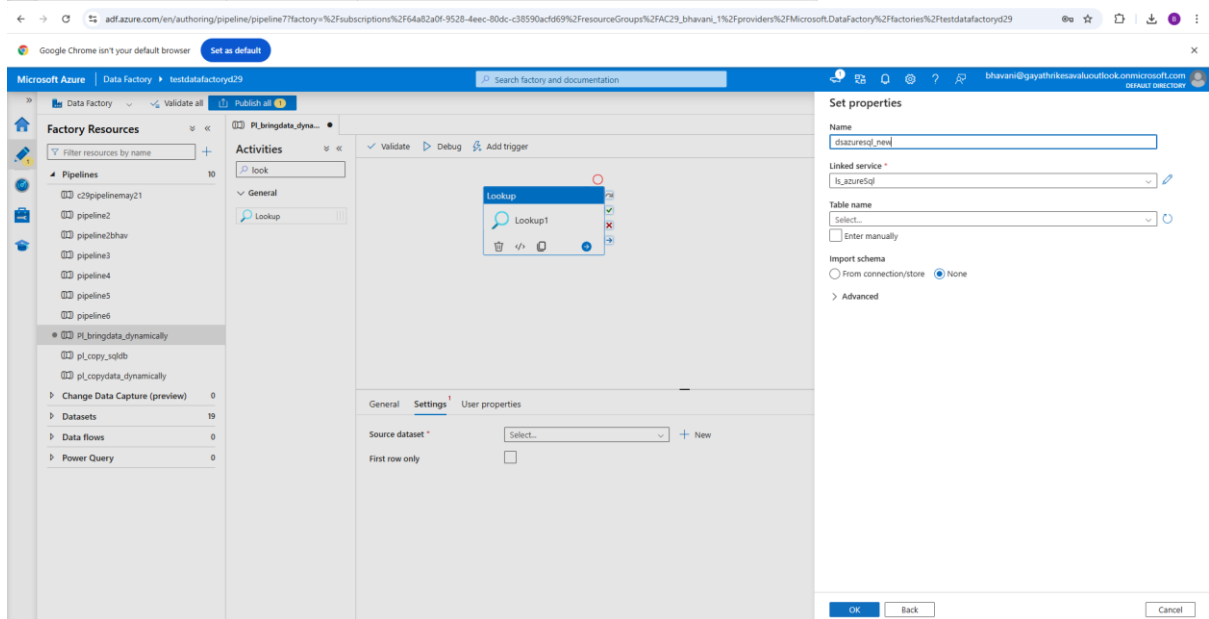 adf.azure.com/en/authoring/pipeline/pipeline7?factory=%2Fsubscriptions%2F64a82a0f-9528-4eec-80dc-c38590acfd69%2FresourceGroups%2FAC29_bhavani_1%2Fproviders%2FMicrosoft.DataFactory%2Ffactories%2Ftestdatafactoryd29
Google Chrome isn't your default browser Set as default
Microsoft Azure Data Factory testdatafactoryd29 Search factory and documentation bhavani@gayathrikesavaluoutlook.onmicrosoft.com
DEFAULT DIRECTORY
Data Factory Validate all Publish all 1
Factory Resources
Filter resources by name
Pipelines 10
c29pipelinemay21
pipeline2
pipeline2bhav
pipeline3
pipeline4
pipeline5
pipeline6
Pl_bringdata_dynamically
pl_copy_sqldb
pl_copydata_dynamically
Change Data Capture (preview) 0
Datasets 19
Data flows 0
Power Query 0
Pl_bringdata_dyna...
Activities
look
General
Lookup
Validate Debug Add trigger
Lookup
Lookup1
General Settings 1 User properties
Source dataset * Select... New
First row only
Set properties
Name
dsazuresql_new
Linked service *
ls_azureSql
Table name
Select...
Enter manually
Import schema
From connection/store None
Advanced
OK Back Cancel